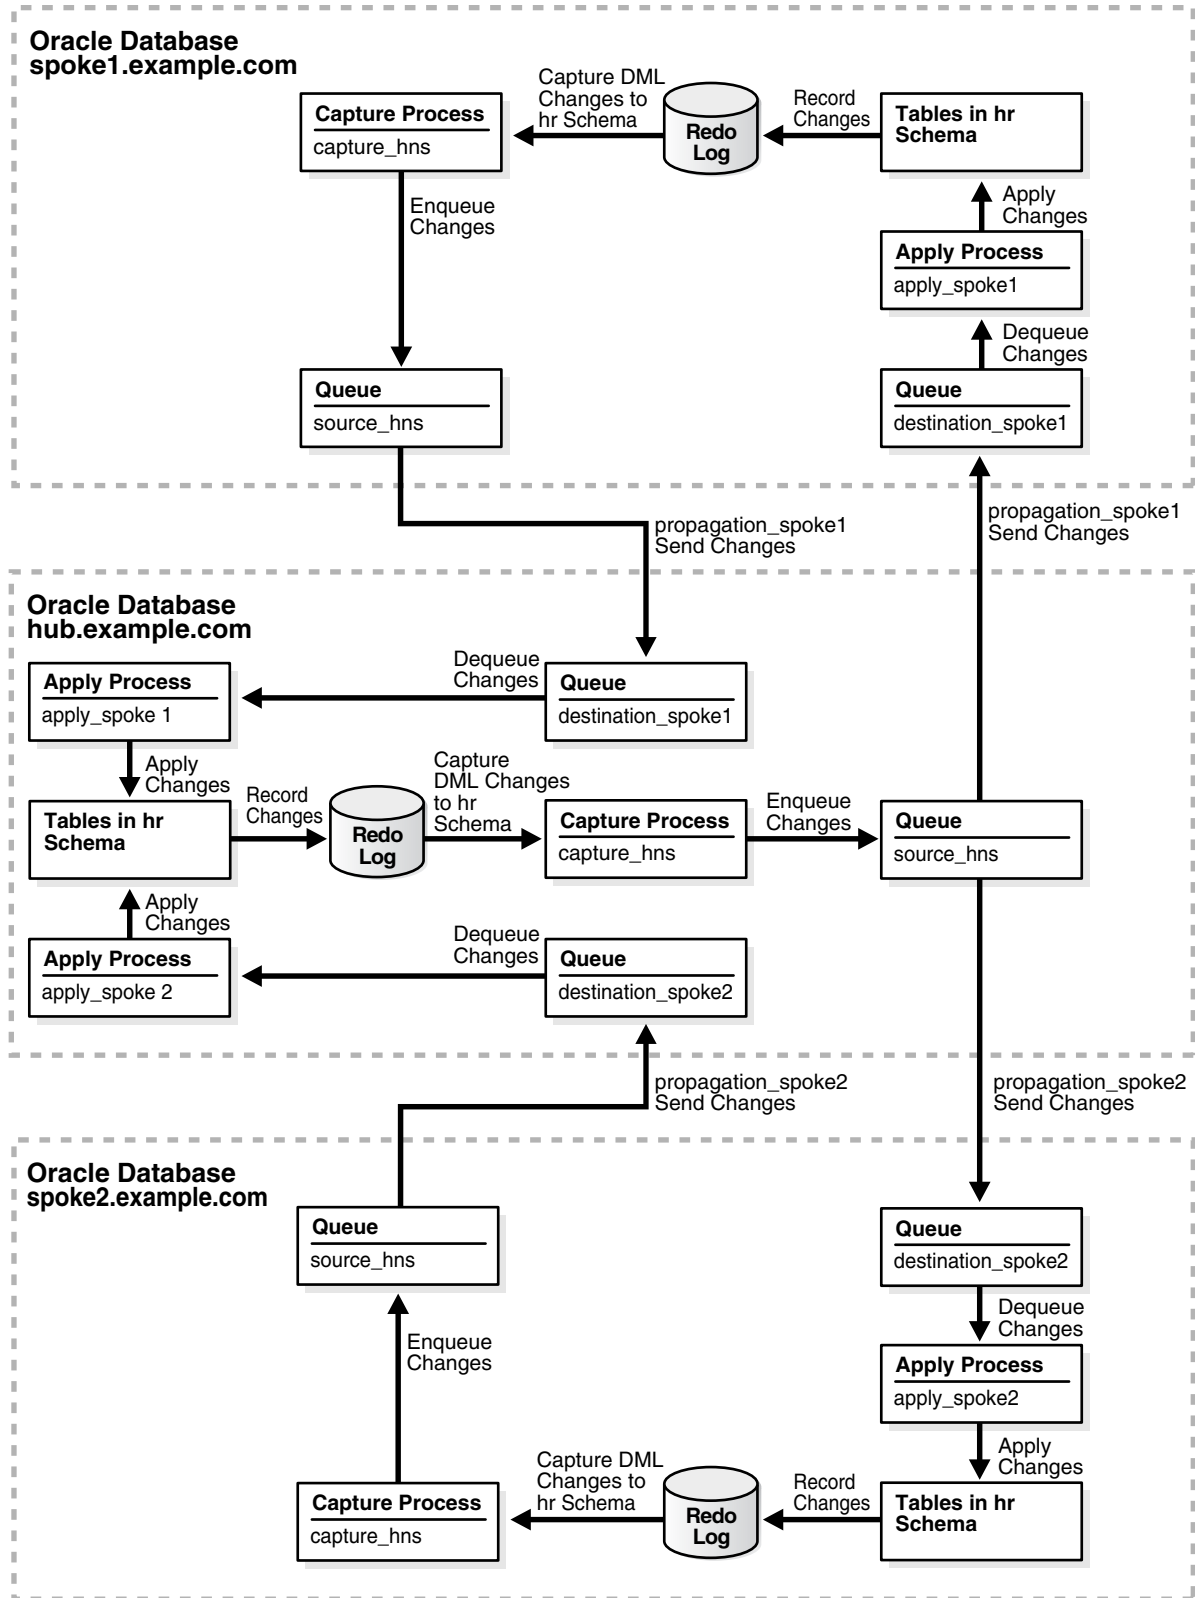 Oracle Database
spoke1.example.com
Capture Process
capture_hns
Capture DML
Changes to
hr Schema
Redo
Log
Record
Changes
Tables in hr
Schema
Enqueue
Changes
Apply
Changes
Apply Process
apply_spoke1
Dequeue
Changes
Queue
source_hns
Queue
destination_spoke1
propagation_spoke1
Send Changes
propagation_spoke1
Send Changes
Oracle Database
hub.example.com
Apply Process
apply_spoke 1
Dequeue
Changes
Queue
destination_spoke1
Apply
Changes
Tables in hr
Schema
Record
Changes
Redo
Log
Capture
DML Changes
to hr
Schema
Capture Process
capture_hns
Enqueue
Changes
Queue
source_hns
Apply
Changes
Apply Process
apply_spoke 2
Dequeue
Changes
Queue
destination_spoke2
propagation_spoke2
Send Changes
propagation_spoke2
Send Changes
Oracle Database
spoke2.example.com
Queue
source_hns
Queue
destination_spoke2
Dequeue
Changes
Enqueue
Changes
Apply Process
apply_spoke2
Apply
Changes
Capture Process
capture_hns
Capture DML
Changes to
hr Schema
Redo
Log
Record
Changes
Tables in hr
Schema